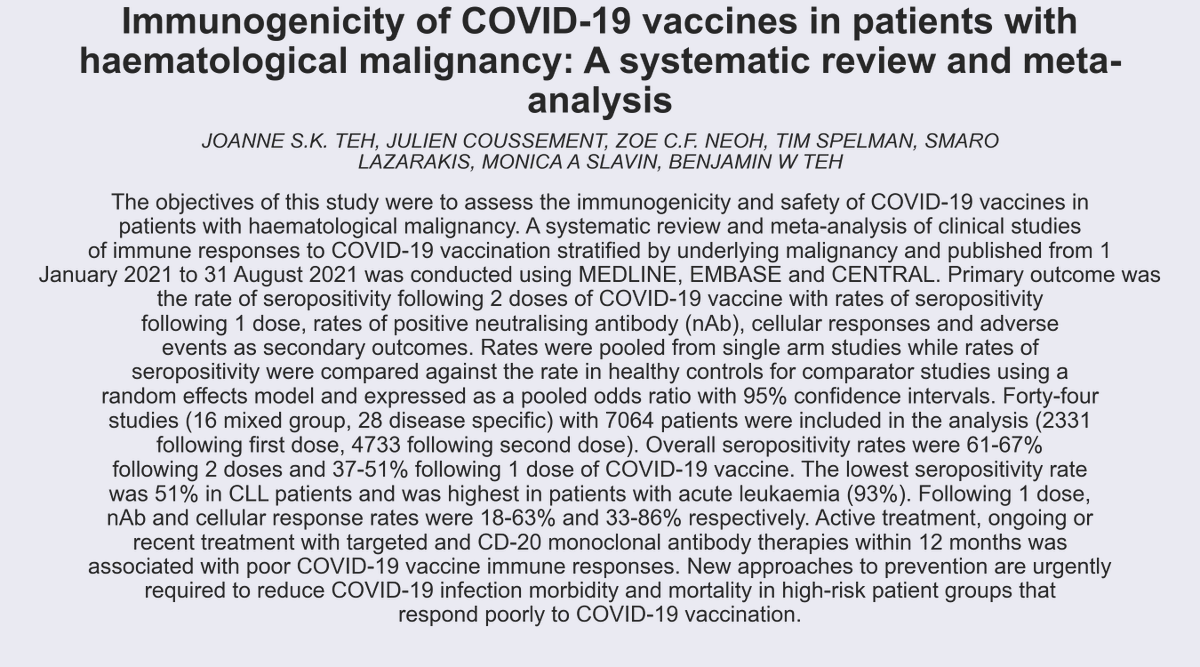 Immunogenicity of COVID-19 vaccines in patients with
haematological malignancy: A systematic review and meta-
analysis
JOANNE S.K. TEH, JULIEN COUSSEMENT, ZOE C.F. NEOH, TIM SPELMAN, SMARO
LAZARAKIS, MONICA A SLAVIN, BENJAMIN W TEH
The objectives of this study were to assess the immunogenicity and safety of COVID-19 vaccines in
patients with haematological malignancy. A systematic review and meta-analysis of clinical studies
of immune responses to COVID-19 vaccination stratified by underlying malignancy and published from 1
January 2021 to 31 August 2021 was conducted using MEDLINE, EMBASE and CENTRAL. Primary outcome was
the rate of seropositivity following 2 doses of COVID-19 vaccine with rates of seropositivity
following 1 dose, rates of positive neutralising antibody (nAb), cellular responses and adverse
events as secondary outcomes. Rates were pooled from single arm studies while rates of
seropositivity were compared against the rate in healthy controls for comparator studies using a
random effects model and expressed as a pooled odds ratio with 95% confidence intervals. Forty-four
studies (16 mixed group, 28 disease specific) with 7064 patients were included in the analysis (2331
following first dose, 4733 following second dose). Overall seropositivity rates were 61-67%
following 2 doses and 37-51% following 1 dose of COVID-19 vaccine. The lowest seropositivity rate
was 51% in CLL patients and was highest in patients with acute leukaemia (93%). Following 1 dose,
nAb and cellular response rates were 18-63% and 33-86% respectively. Active treatment, ongoing or
recent treatment with targeted and CD-20 monoclonal antibody therapies within 12 months was
associated with poor COVID-19 vaccine immune responses. New approaches to prevention are urgently
required to reduce COVID-19 infection morbidity and mortality in high-risk patient groups that
respond poorly to COVID-19 vaccination.